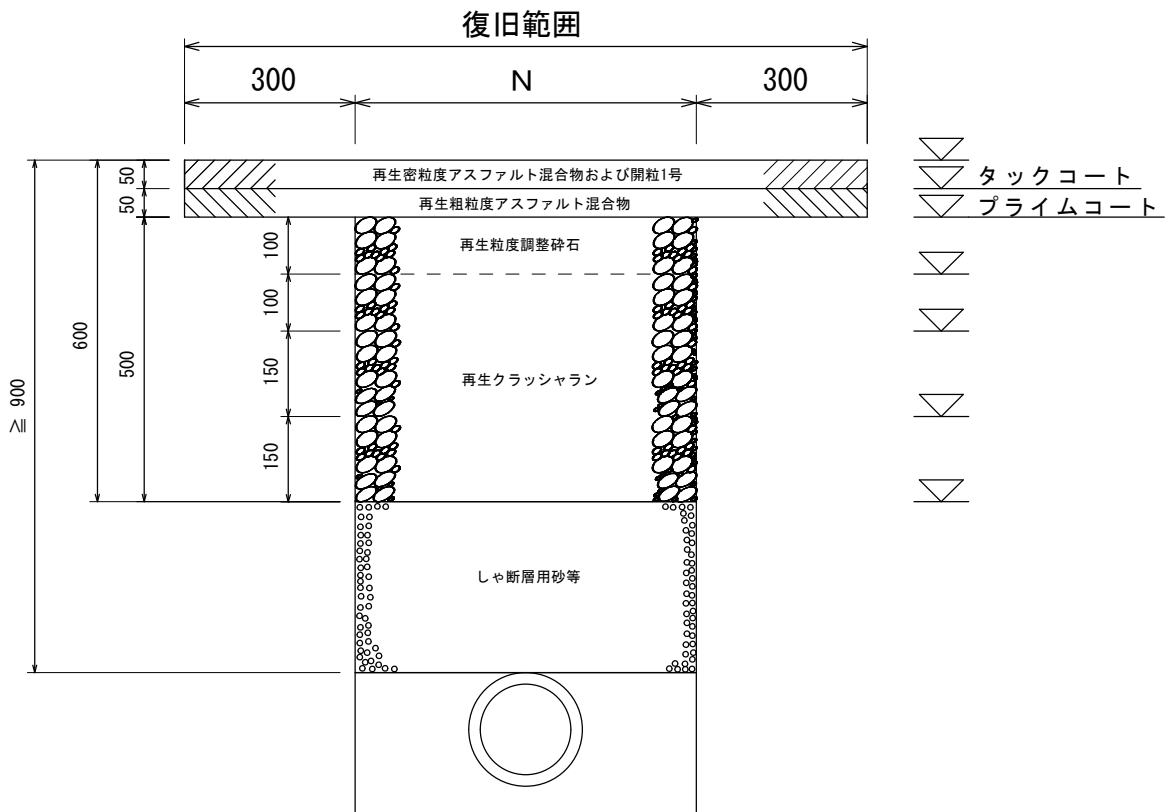 復旧範囲
300 N 300
再生密粒度アスファルト混合物および開粒1号
再生粗粒度アスファルト混合物
タックコート
プライムコート
50
50
100
再生粒度調整砕石
100
600
500
150
再生クラッシャラン
≧ 900
150
しゃ断層用砂等